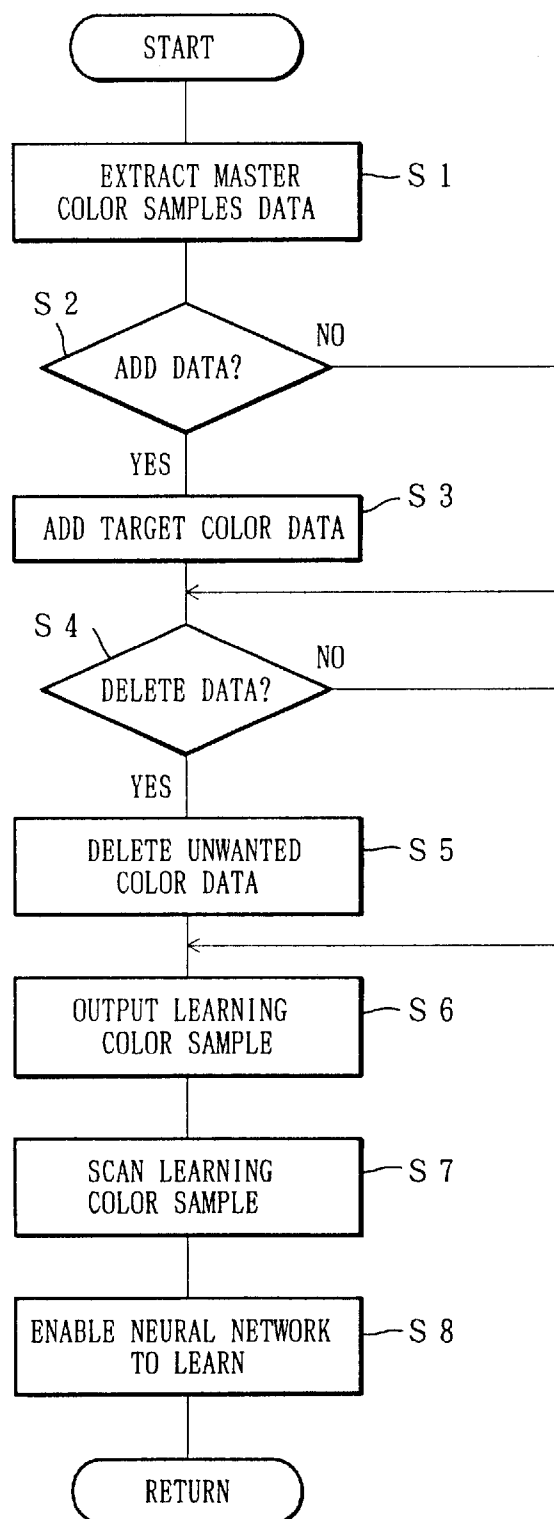 START
EXTRACT MASTER
COLOR SAMPLES DATA
S 1
S 2
ADD DATA?
NO
YES
ADD TARGET COLOR DATA
S 3
S 4
DELETE DATA?
NO
YES
DELETE UNWANTED
COLOR DATA
S 5
OUTPUT LEARNING
COLOR SAMPLE
S 6
SCAN LEARNING
COLOR SAMPLE
S 7
ENABLE NEURAL NETWORK
TO LEARN
S 8
RETURN